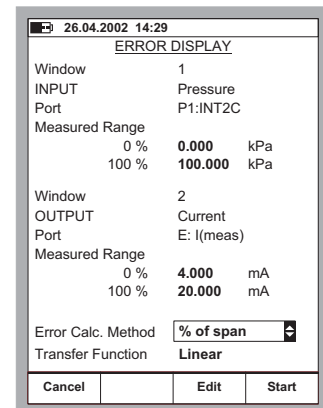 26.04.2002 14:29
ERROR DISPLAY
Window 1
INPUT Pressure
Port P1:INT2C
Measured Range
0 % 0.000 kPa
100 % 100.000 kPa
Window 2
OUTPUT Current
Port E: I(meas)
Measured Range
0 % 4.000 mA
100 % 20.000 mA
Error Calc. Method % of span
Transfer Function Linear
Cancel Edit Start